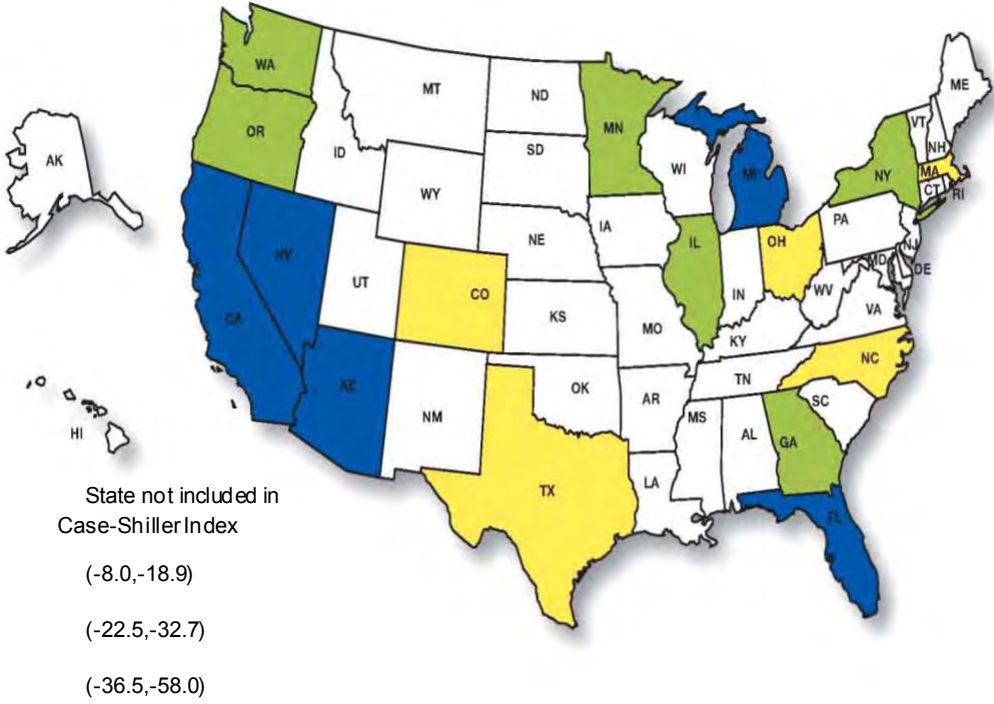 WA
MT
ND
MN
ME
OR
ID
SD
WI
MI
VT
NH
NY
MA
CT
RI
AK
WY
IA
PA
NE
IL
OH
NJ
MD
DE
NV
UT
CO
IN
WV
VA
CA
KS
MO
KY
NC
AZ
OK
TN
SC
NM
AR
MS
AL
GA
HI
TX
LA
FL
State not included in
Case-Shiller Index
(-8.0,-18.9)
(-22.5,-32.7)
(-36.5,-58.0)